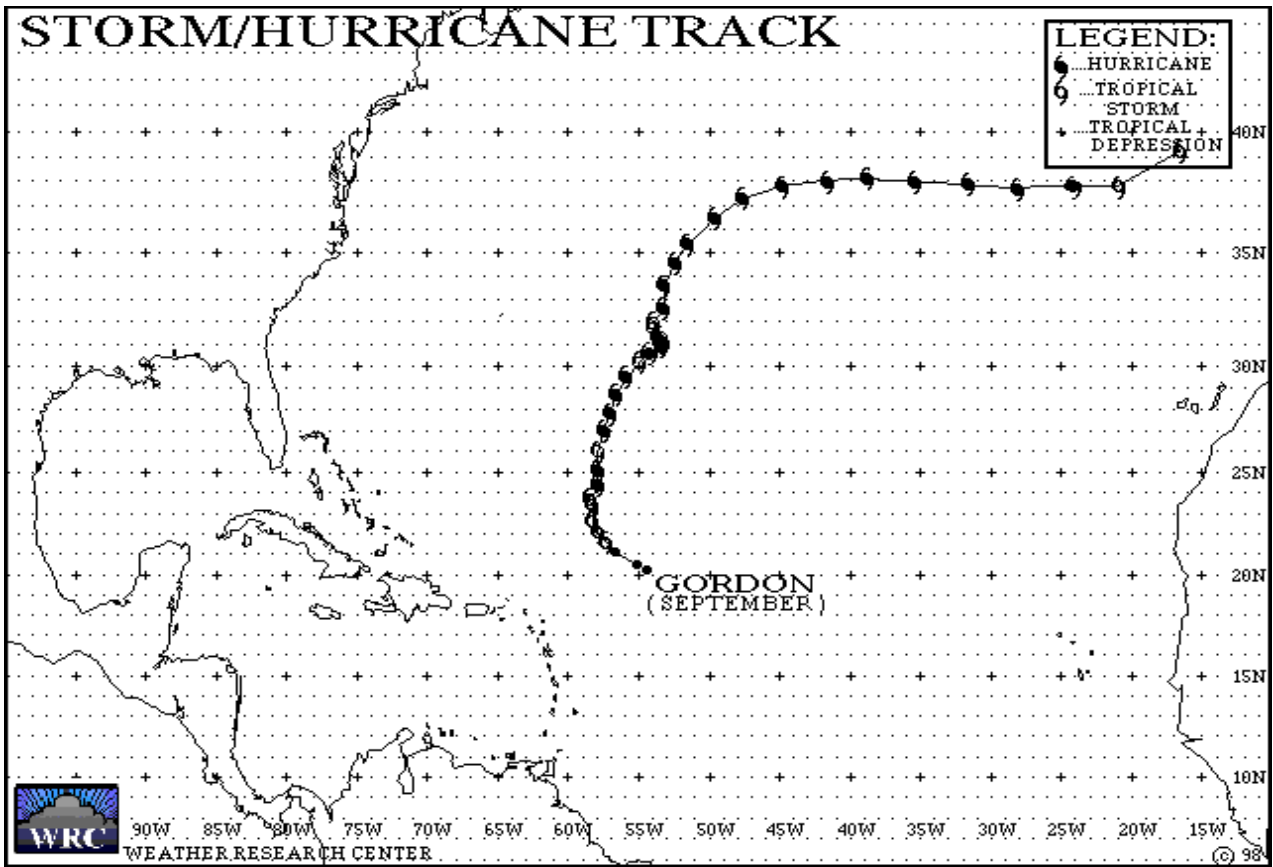 STORM/HURRICANE TRACK
LEGEND:
...HURRICANE
...TROPICAL
STORM
...TROPICAL
DEPRESSION
40N
35N
30N
25N
GORDON
20N
(SEPTEMBER)
15N
10N
WRC
90W 85W 80W 75W 70W 65W 60W 55W 50W 45W 40W 35W 30W 25W 20W 15W
WEATHER RESEARCH CENTER
© 98